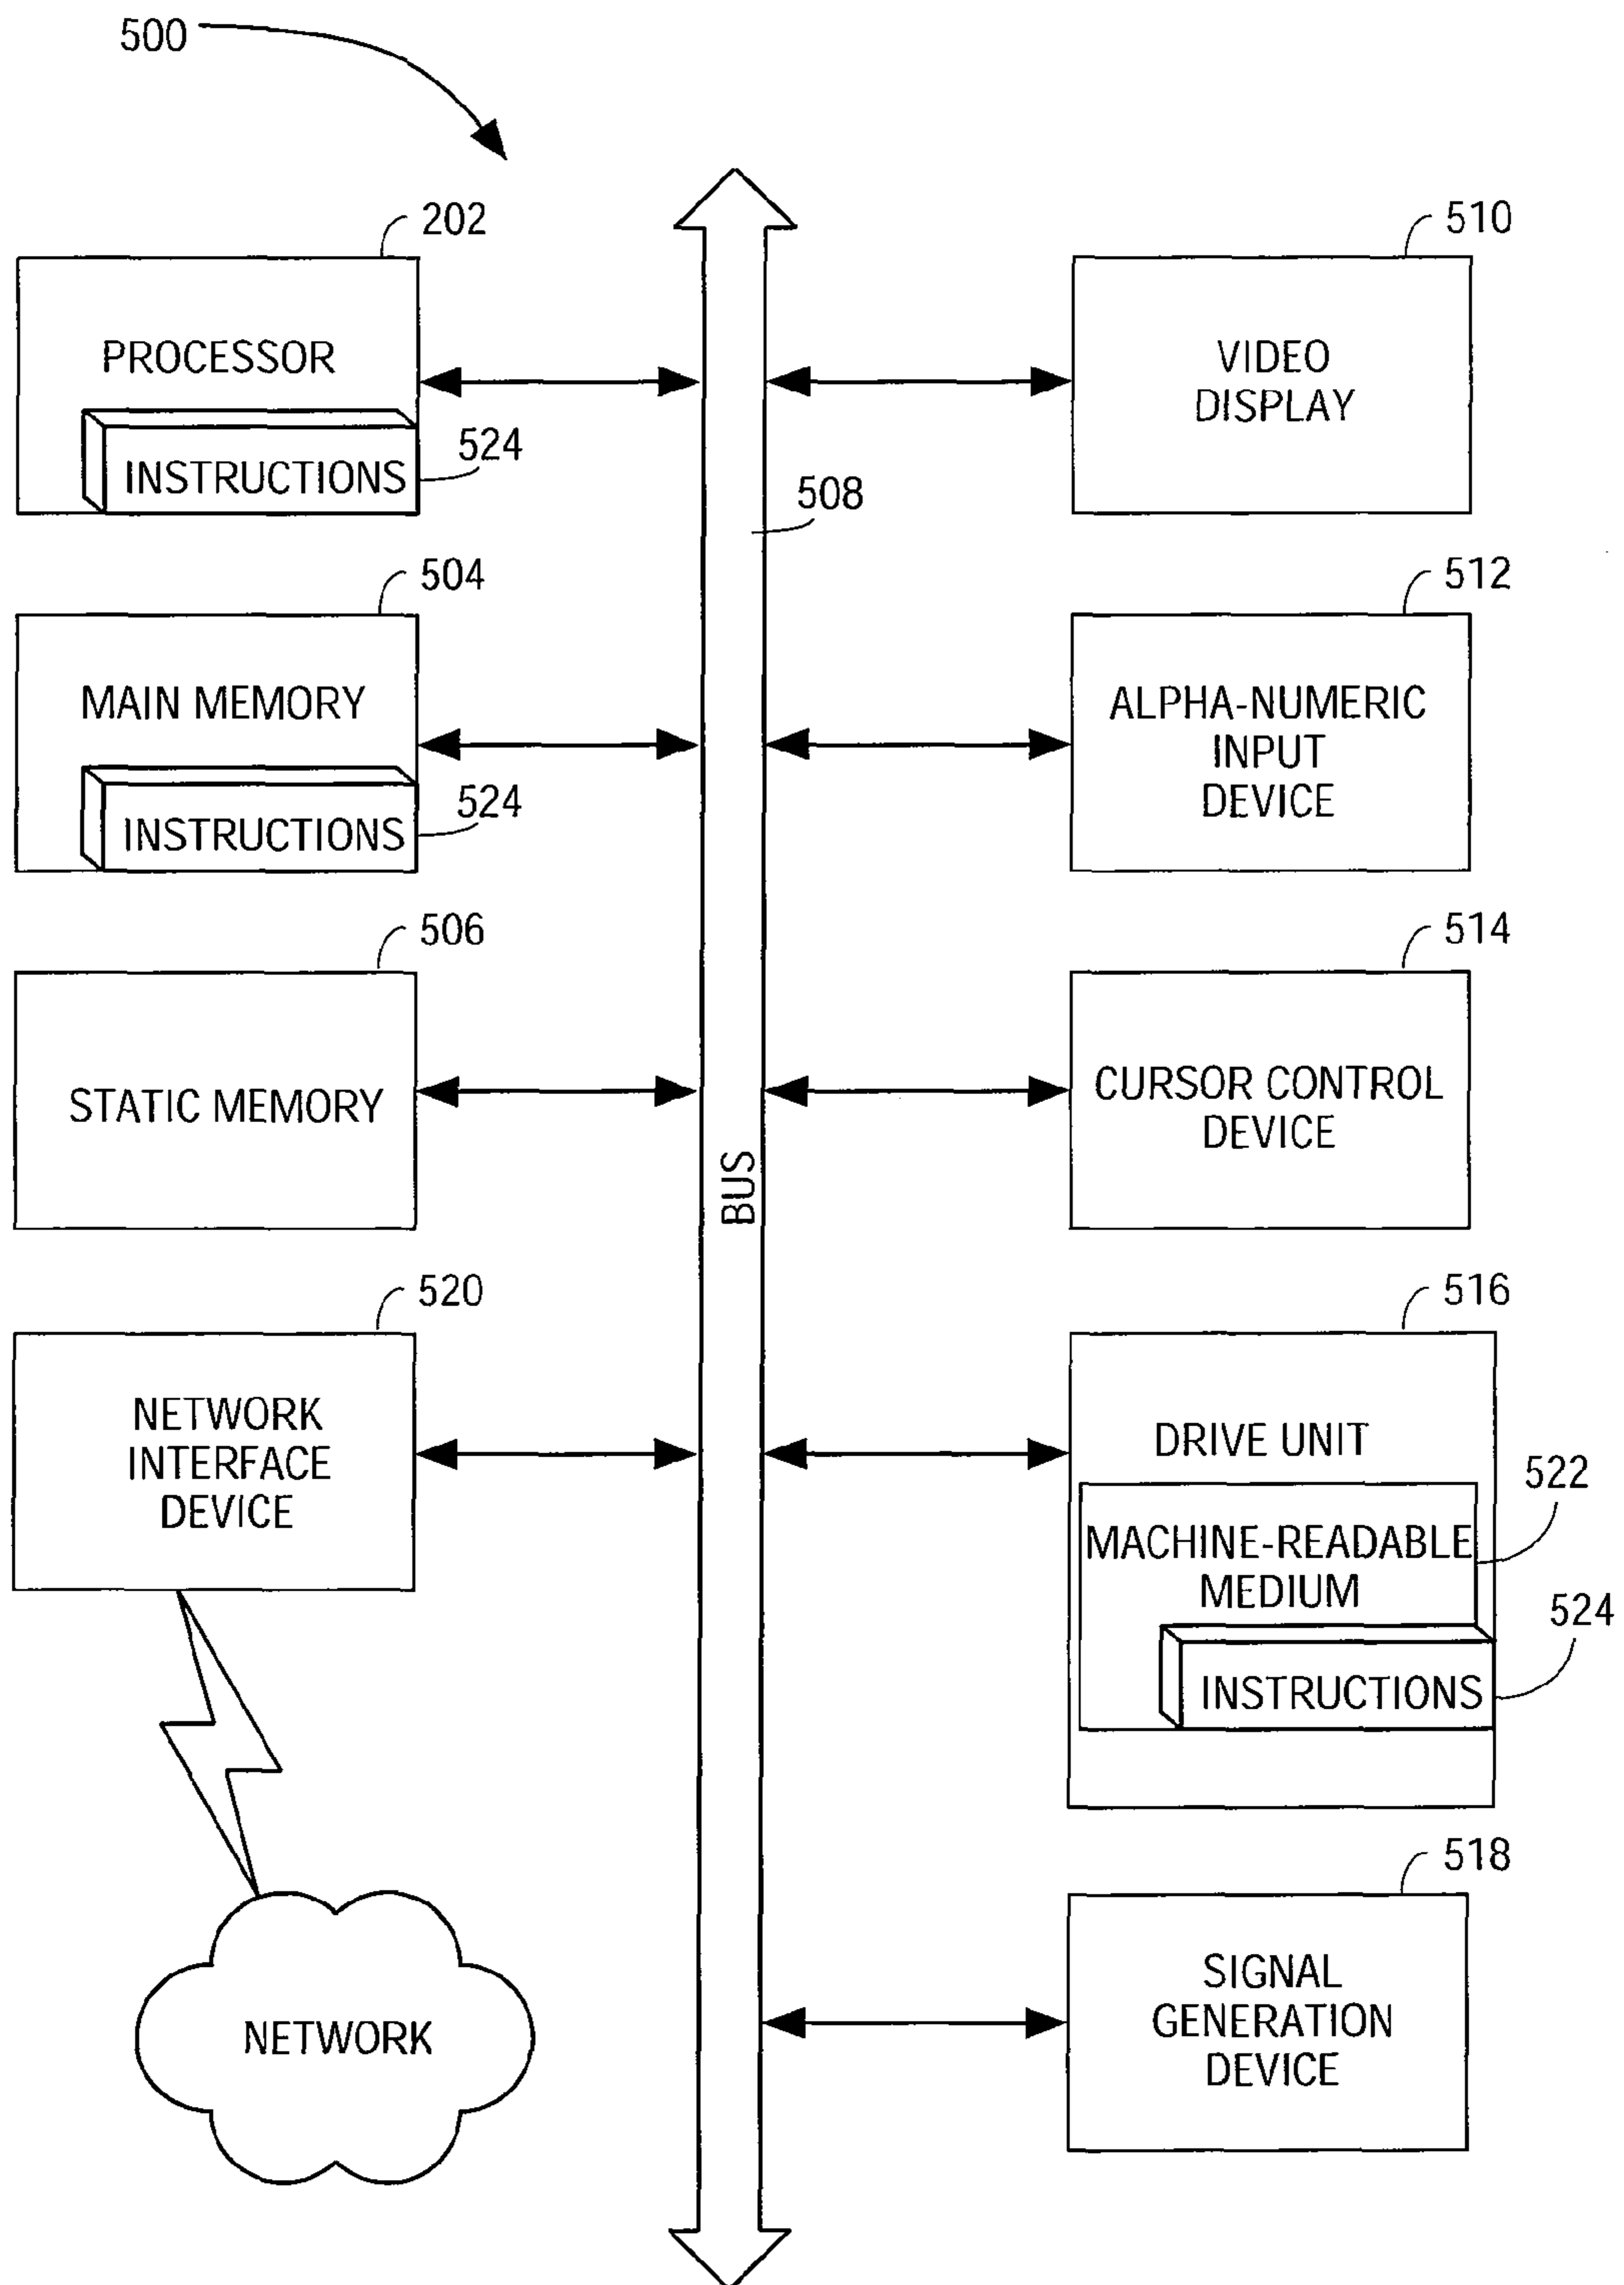 500
202
PROCESSOR
INSTRUCTIONS
524
504
MAIN MEMORY
INSTRUCTIONS
524
506
STATIC MEMORY
520
NETWORK
INTERFACE
DEVICE
NETWORK
508
BUS
510
VIDEO
DISPLAY
512
ALPHA-NUMERIC
INPUT
DEVICE
514
CURSOR CONTROL
DEVICE
516
DRIVE UNIT
522
MACHINE-READABLE
MEDIUM
524
INSTRUCTIONS
518
SIGNAL
GENERATION
DEVICE